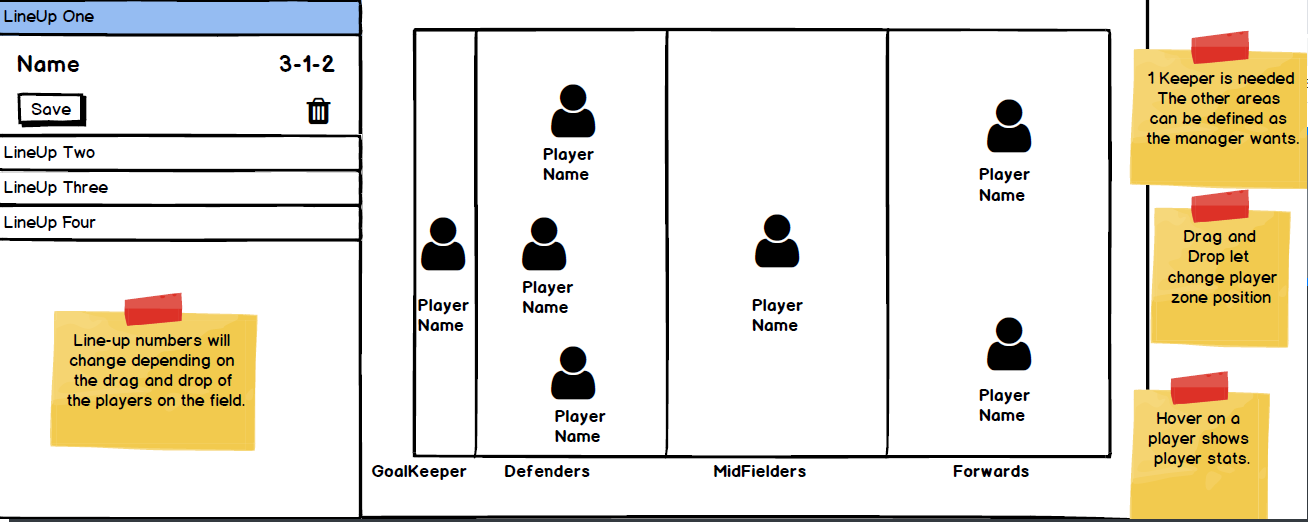 LineUp One
Name
3-1-2
Save
LineUp Two
LineUp Three
LineUp Four
Line-up numbers will
change depending on
the drag and drop of
the players on the field.
Player
Name
Player
Name
Player
Name
Player
Name
Player
Name
Player
Name
Player
Name
GoalKeeper
Defenders
MidFielders
Forwards
1 Keeper is needed
The other areas
can be defined as
the manager wants.
Drag and
Drop let
change player
zone position
Hover on a
player shows
player stats.